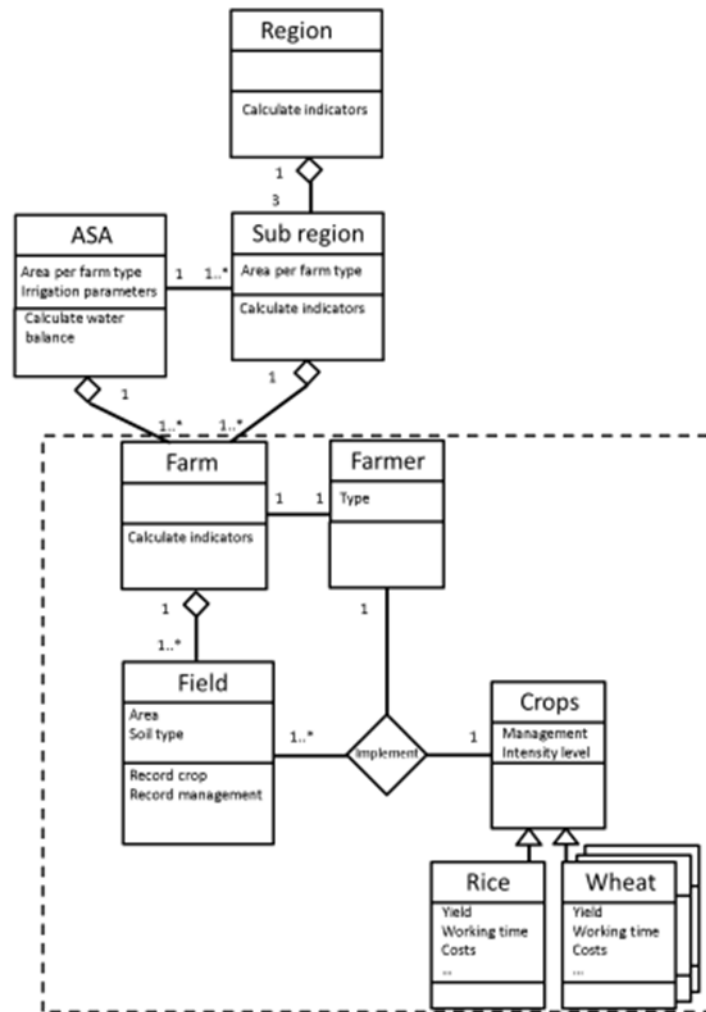 Region
Calculate indicators
1
3
ASA
Area per farm type
Irrigation parameters
Calculate water
balance
1
1..*
Sub region
Area per farm type
Calculate indicators
1
1
1..*
1..*
Farm
Calculate indicators
1
1
Farmer
Type
1
1..*
1
Field
Area
Soil type
Record crop
Record management
1..*
Implement
1
Crops
Management
Intensity level
Rice
Yield
Working time
Costs
..
Wheat
Yield
Working time
Costs
...